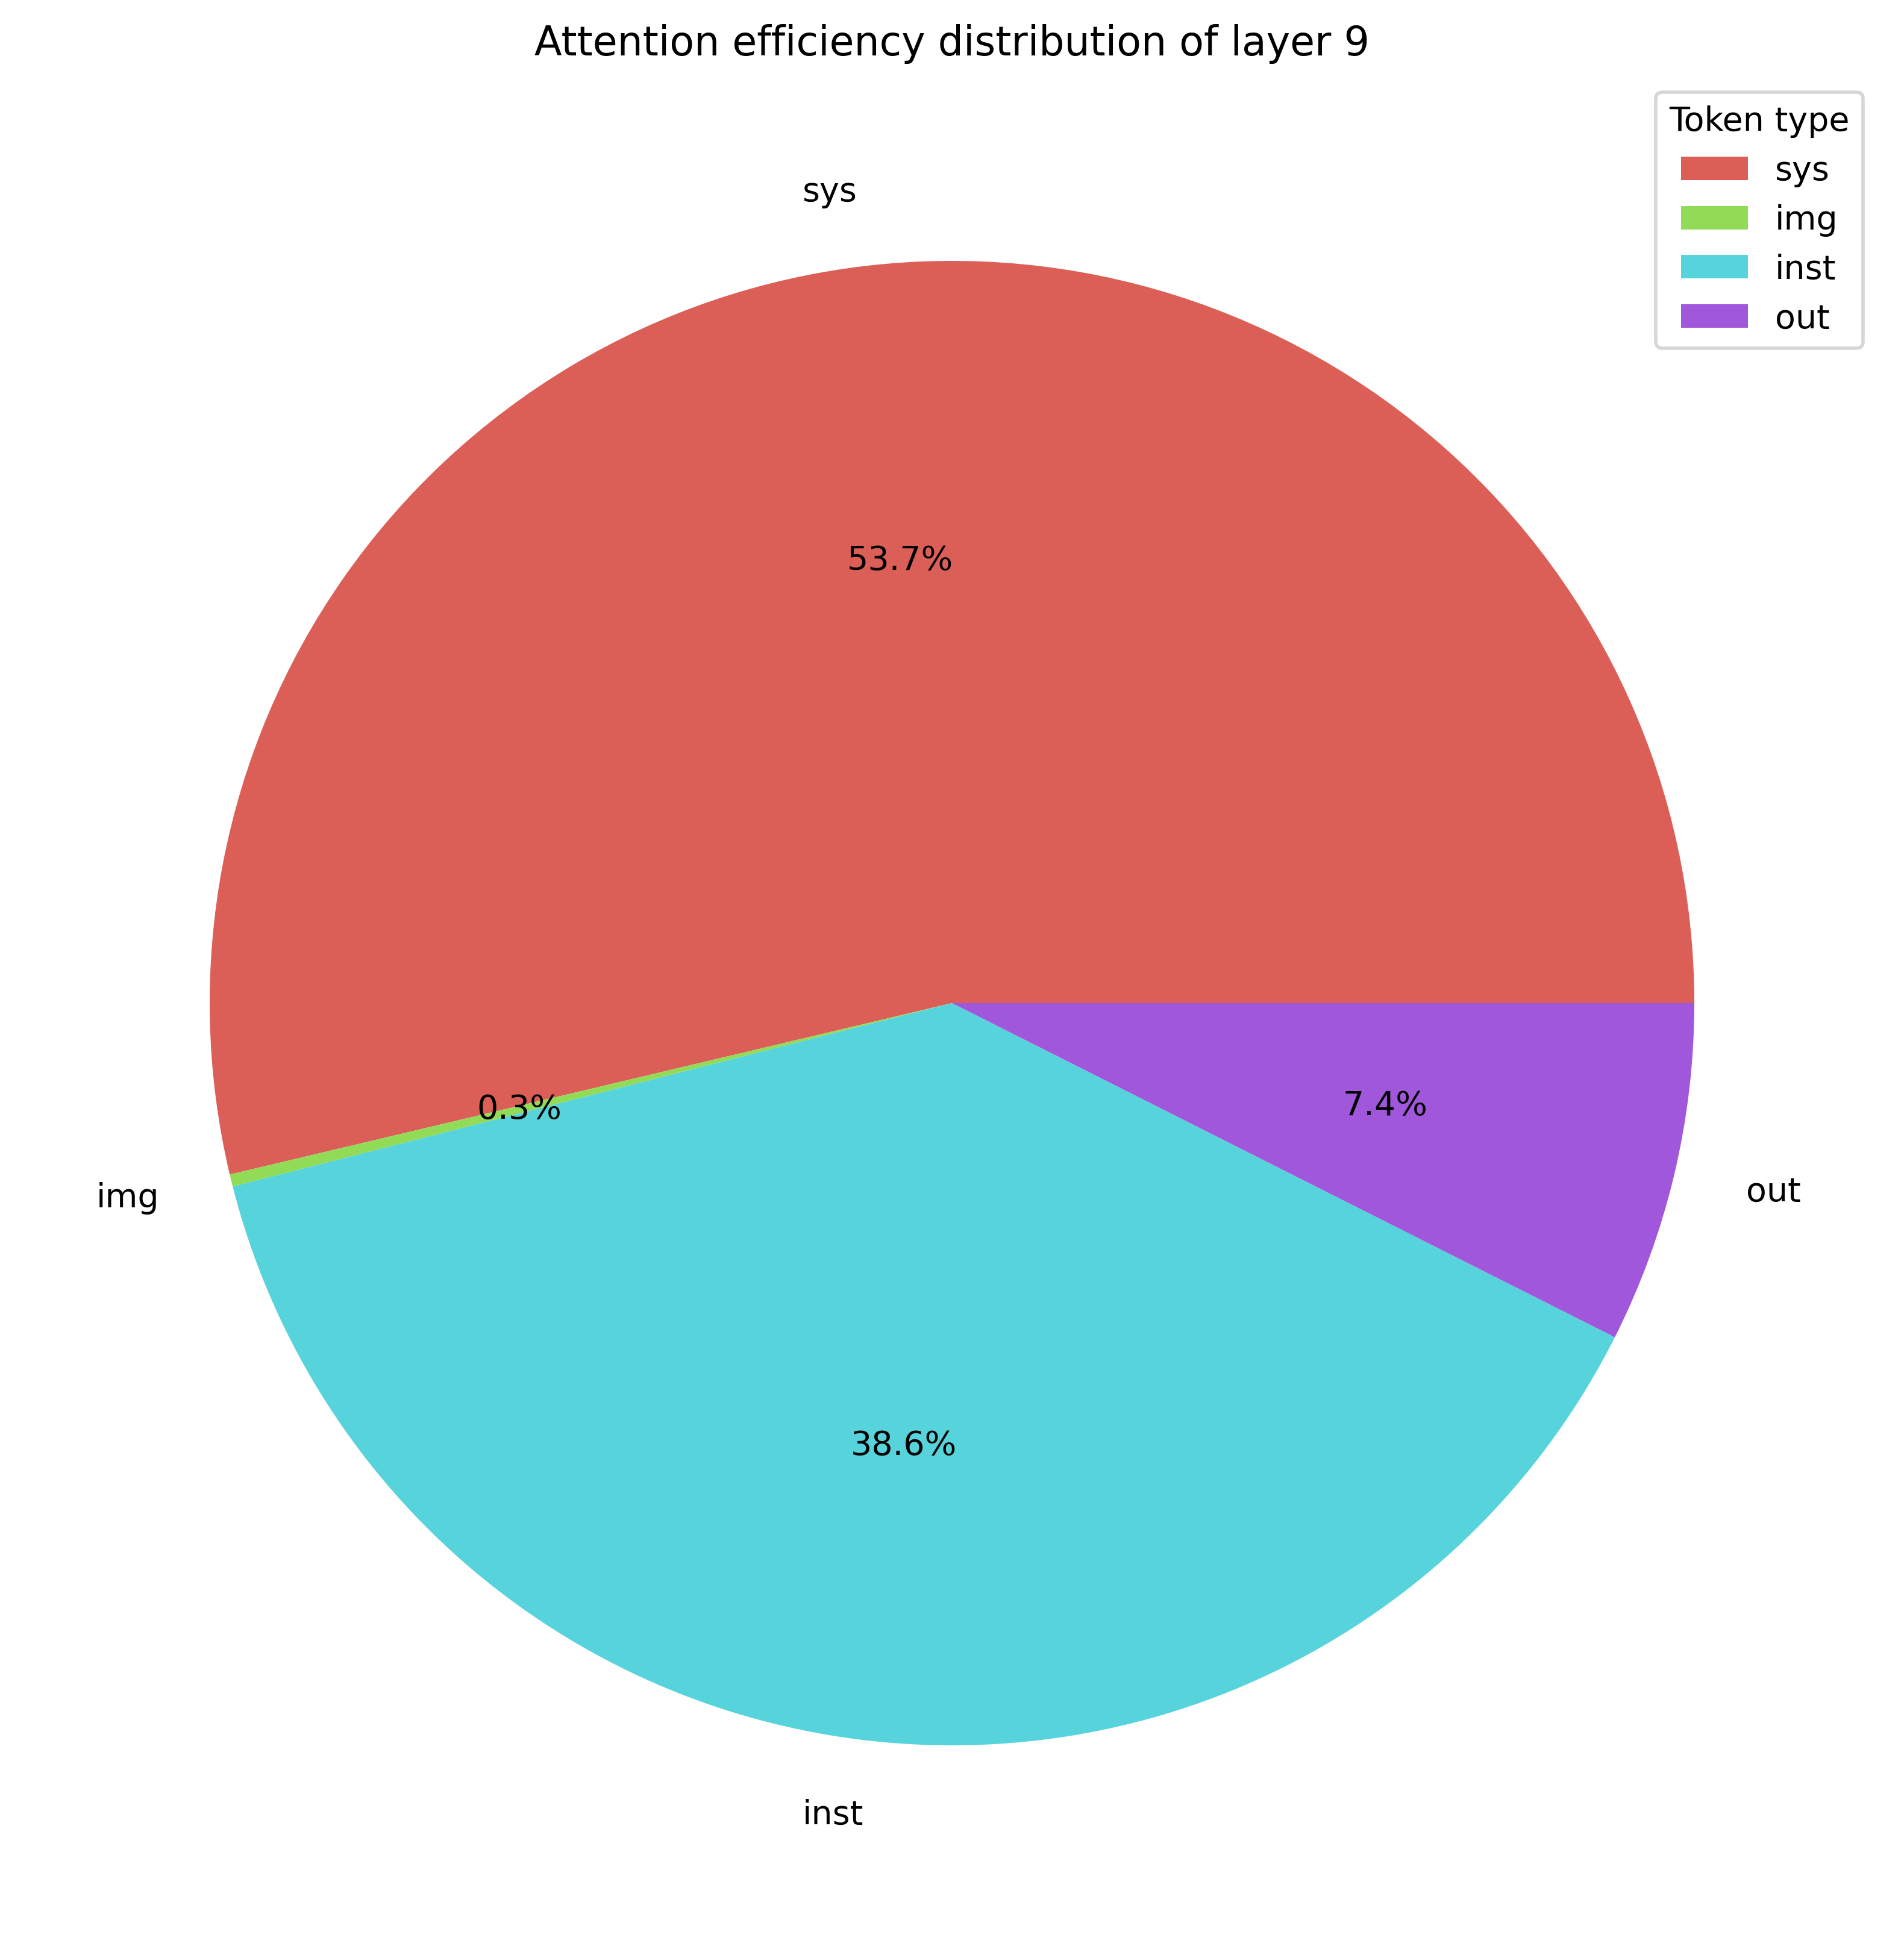 Attention efficiency distribution of layer 9
Token type
sys
img
inst
out
sys
53.7%
0.3%
7.4%
img
out
38.6%
inst